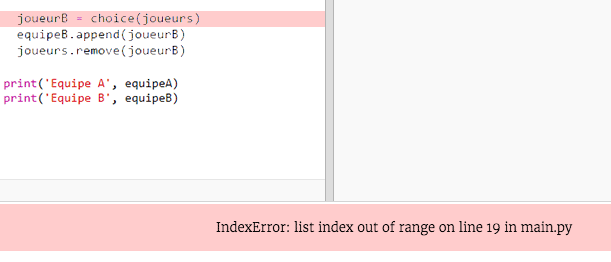 joueurB = choice(joueurs)
equipeB.append(joueurB)
joueurs.remove(joueurB)
print('Equipe A', equipeA)
print('Equipe B', equipeB)
IndexError: list index out of range on line 19 in main.py